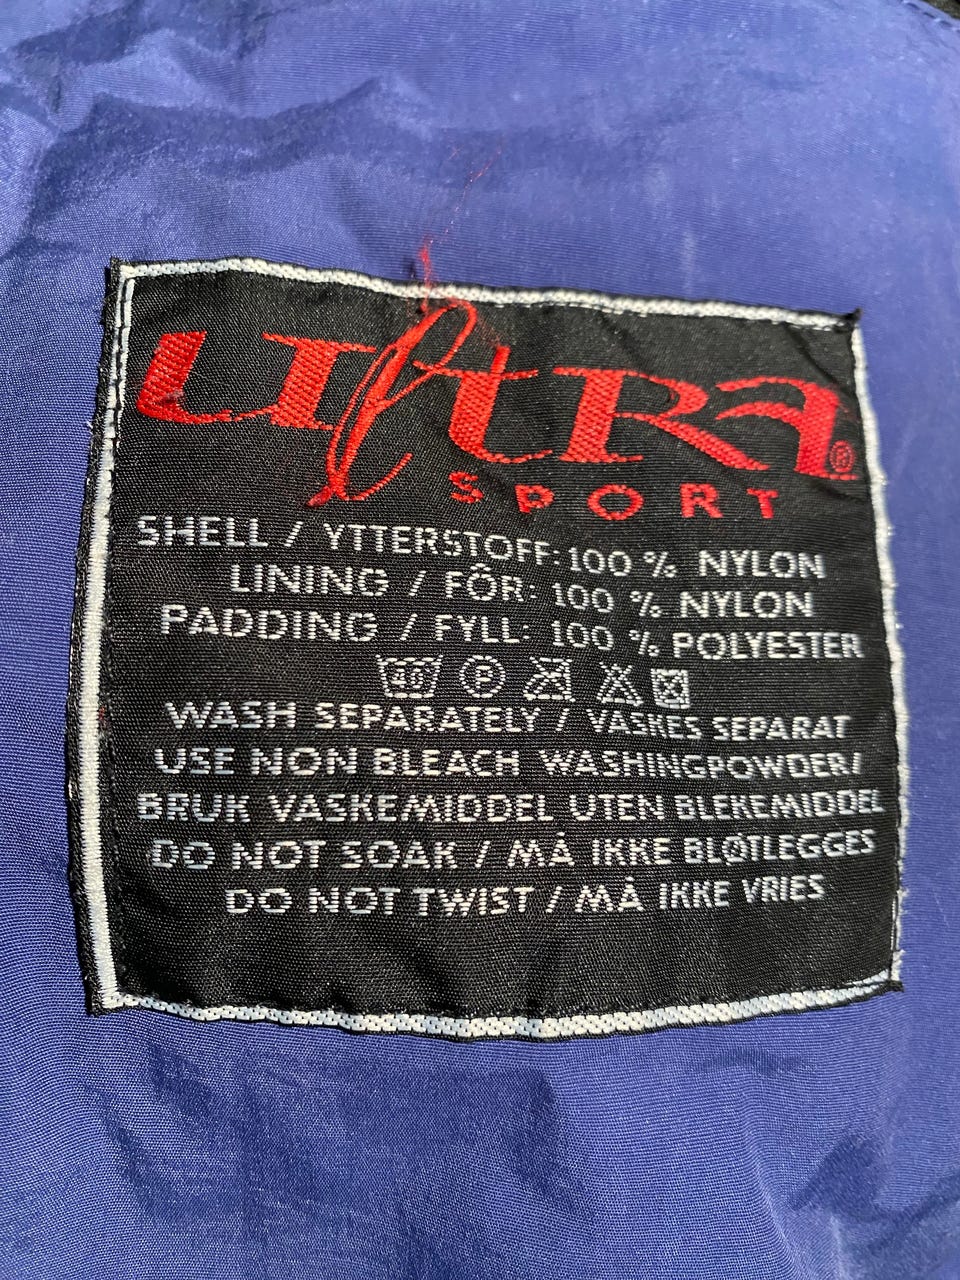 ULtRA®
SPORT
SHELL / YTTERSTOFF: 100 % NYLON
LINING / FÔR: 100 % NYLON
PADDING / FYLL: 100 % POLYESTER
40 P
WASH SEPARATELY / VASKES SEPARAT
USE NON BLEACH WASHINGPOWDER/
BRUK VASKEMIDDEL UTEN BLEKEMIDDEL
DO NOT SOAK / MÅ IKKE BLØTLEGGES
DO NOT TWIST / MÅ IKKE VRIES